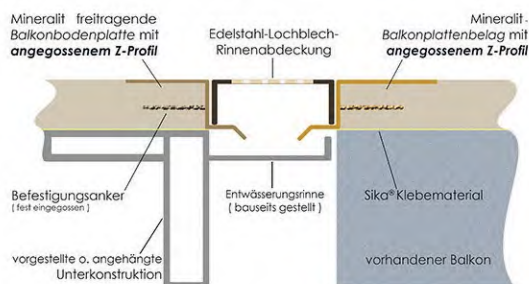 Mineralit freitragende
Balkonbodenplatte mit
angegossenem Z-Profil
Edelstahl-Lochblech-
Rinnenabdeckung
Mineralit-
Balkonplattenbelag mit
angegossenem Z-Profil
Befestigungsanker
( fest eingegossen )
Entwässerungsrinne
( bauseits gestellt )
Sika® Klebematerial
vorgestellte o. angehängte
Unterkonstruktion
vorhandener Balkon